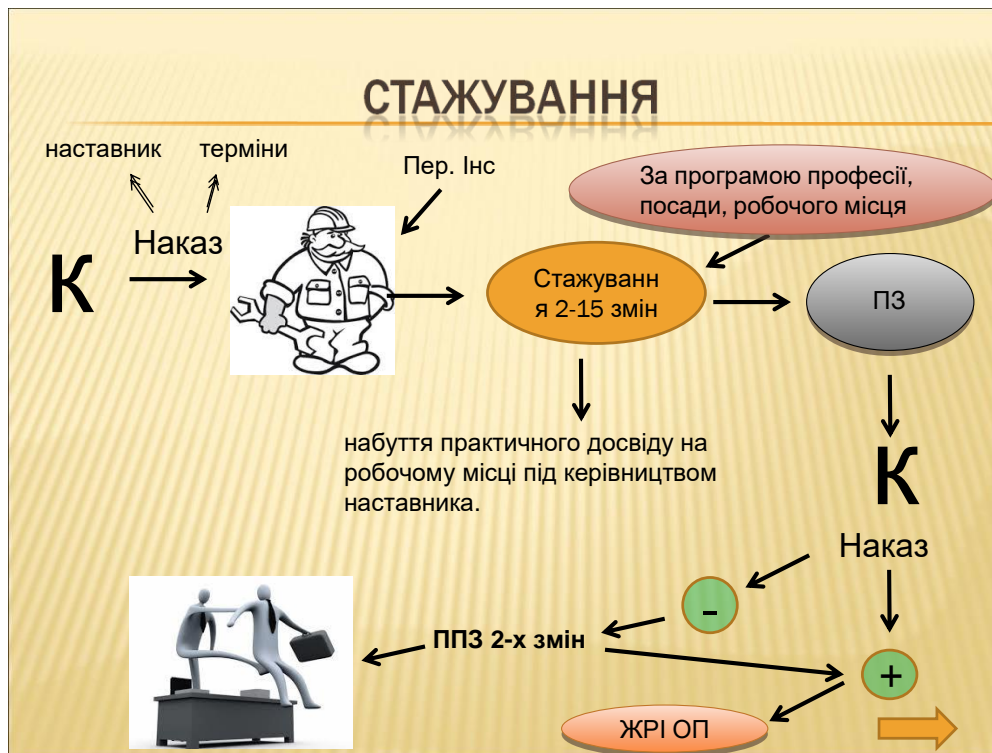 СТАЖУВАННЯ
наставник
терміни
Пер. Інс
За програмою професії,
посади, робочого місця
Наказ
К
Стажуванн
я 2-15 змін
ПЗ
набуття практичного досвіду на
робочому місці під керівництвом
наставника.
К
Наказ
-
ППЗ 2-х змін
+
ЖРІ ОП